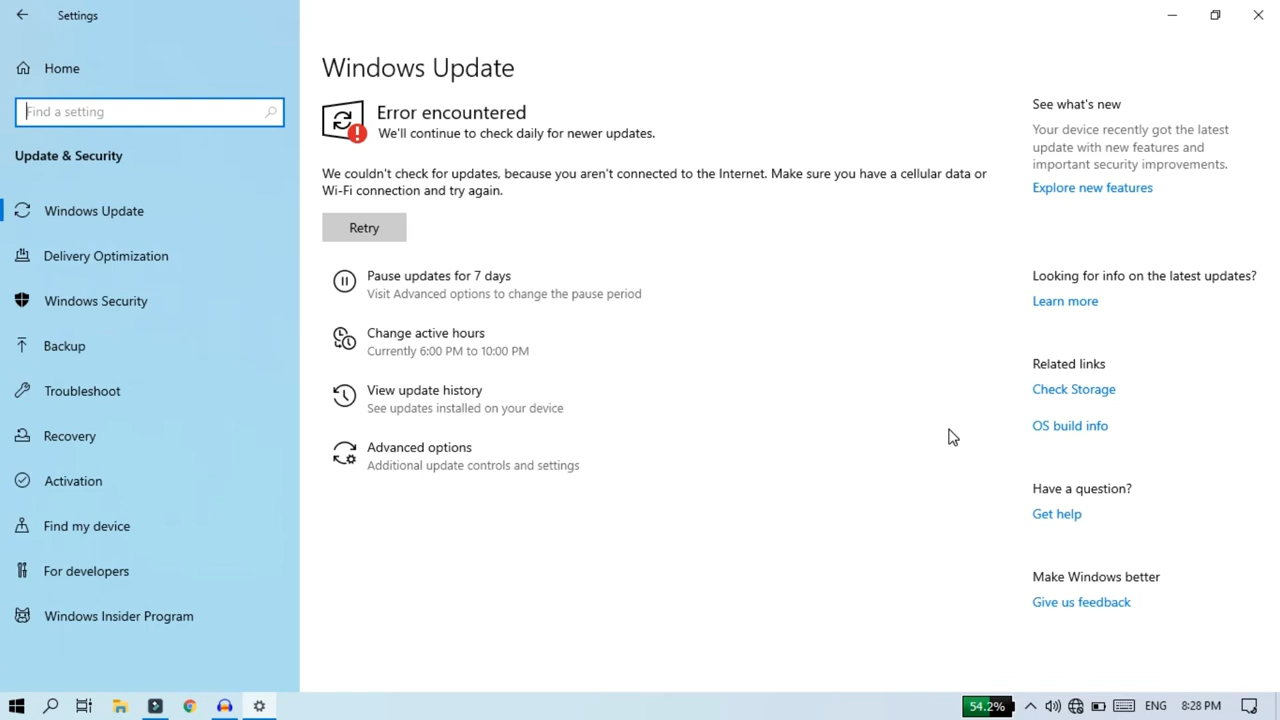 Settings
Home
Find a setting
Update & Security
Windows Update
Delivery Optimization
Windows Security
Backup
Troubleshoot
Recovery
Activation
Find my device
For developers
Windows Insider Program
Windows Update
Error encountered
We'll continue to check daily for newer updates.
We couldn't check for updates, because you aren't connected to the Internet. Make sure you have a cellular data or
Wi-Fi connection and try again.
Retry
Pause updates for 7 days
Visit Advanced options to change the pause period
Change active hours
Currently 6:00 PM to 10:00 PM
View update history
See updates installed on your device
Advanced options
Additional update controls and settings
See what's new
Your device recently got the latest
update with new features and
important security improvements.
Explore new features
Looking for info on the latest updates?
Learn more
Related links
Check Storage
OS build info
Have a question?
Get help
Make Windows better
Give us feedback
54.2%
ENG
8:28 PM